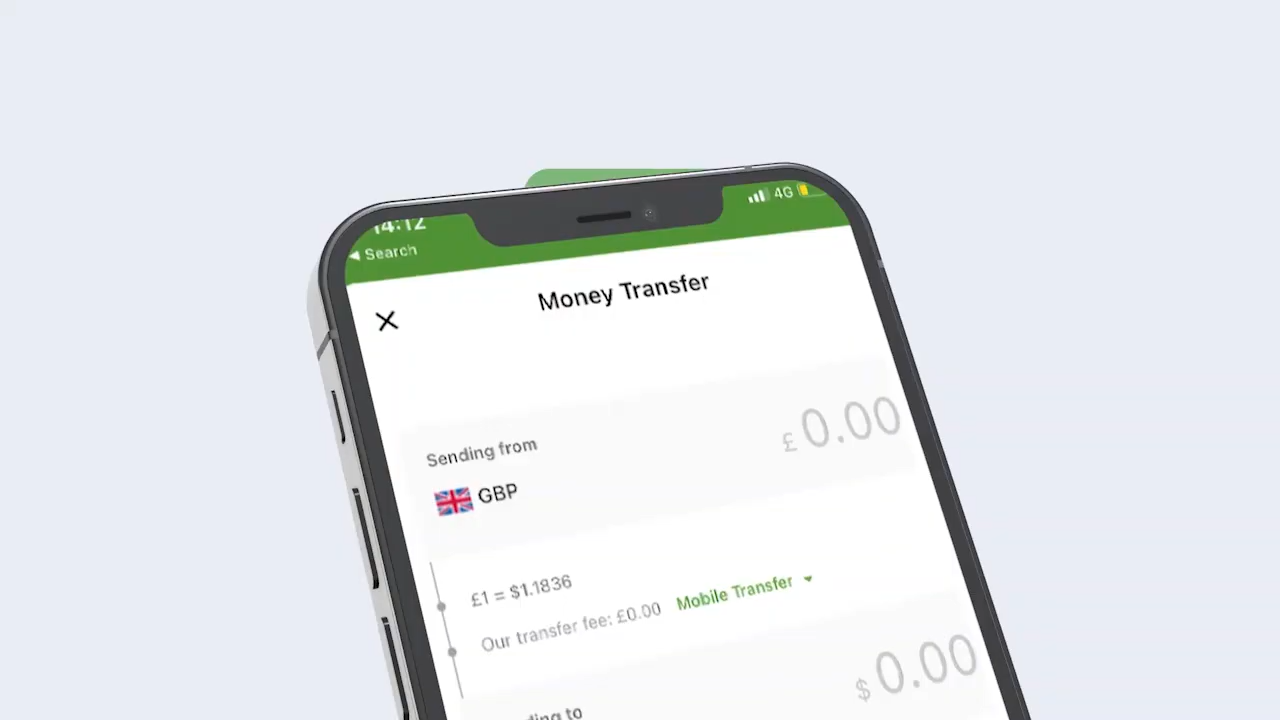 14:12
4G
◀ Search
Money Transfer
Sending from
£ 0.00
GBP
£1 = $1.1836
Our transfer fee: £0.00 Mobile Transfer
$ 0.00
to